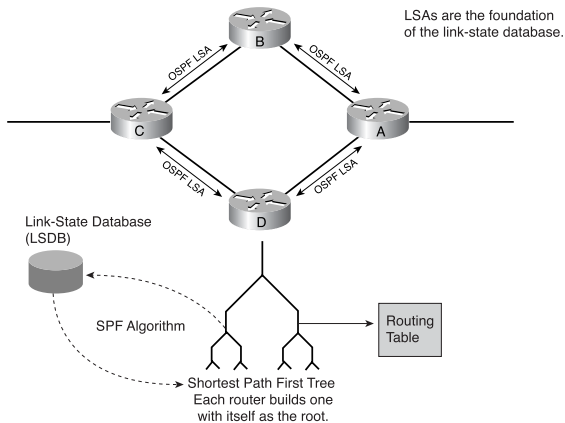 LSAs are the foundation
of the link-state database.
B
OSPF LSA
OSPF LSA
C
A
OSPF LSA
OSPF LSA
D
Link-State Database
(LSDB)
SPF Algorithm
Routing
Table
Shortest Path First Tree
Each router builds one
with itself as the root.